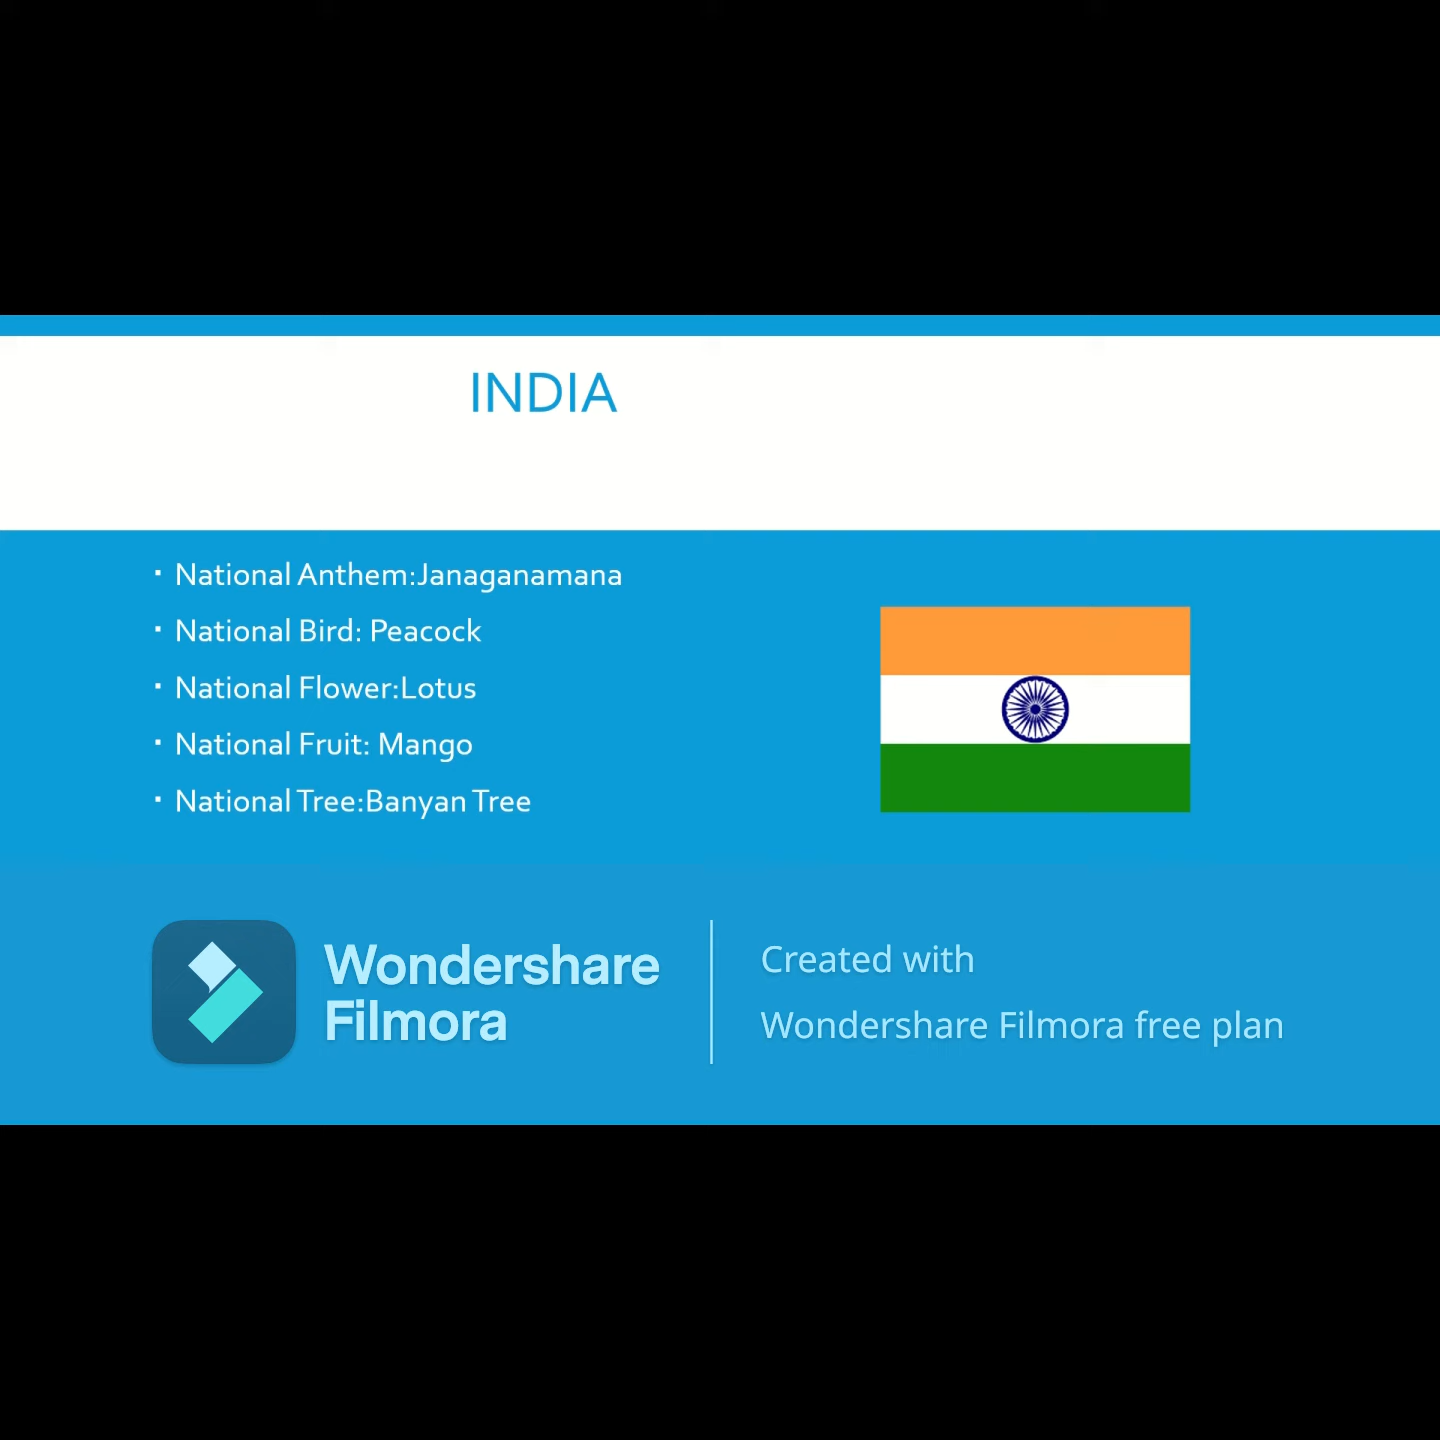 INDIA
National Anthem:Janaganamana
National Bird: Peacock
National Flower:Lotus
National Fruit: Mango
National Tree:Banyan Tree
Wondershare
Filmora
Created with
Wondershare Filmora free plan